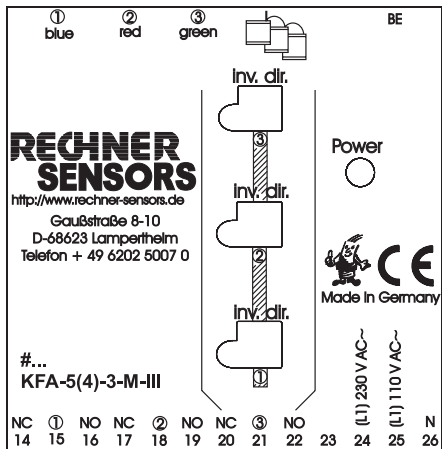 ① ② ③ BE
blue red green
inv. dir.
③
RECHNER
SENSORS
Power
http://www.rechner-sensors.de
inv. dir.
Gaußstraße 8-10
D-68623 Lampertheim
Telefon + 49 6202 5007 0
②
CE
Made in Germany
inv. dir.
#...
KFA-5(4)-3-M-III
①
(L1) 230 V AC~
(L1) 110 V AC~
NC ① NO NC ② NO NC ③ NO N
14 15 16 17 18 19 20 21 22 23 24 25 26